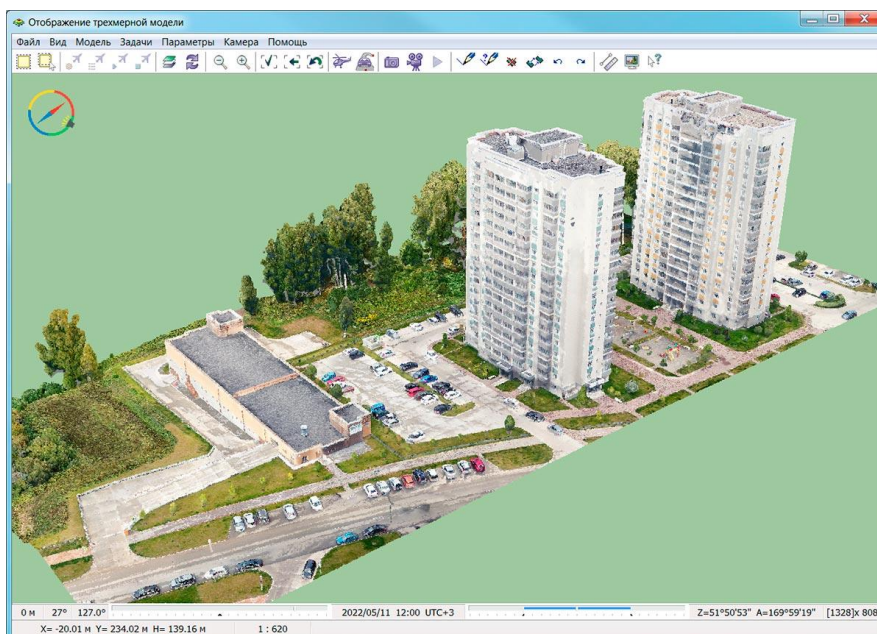 Отображение трехмерной модели
Файл Вид Модель Задачи Параметры Камера Помощь
0 м 27° 127.0° 2022/05/11 12:00 UTC+3 Z=51°50'53" A=169°59'19" [1328]x 808
X= -20.01 м Y= 234.02 м H= 139.16 м 1 : 620